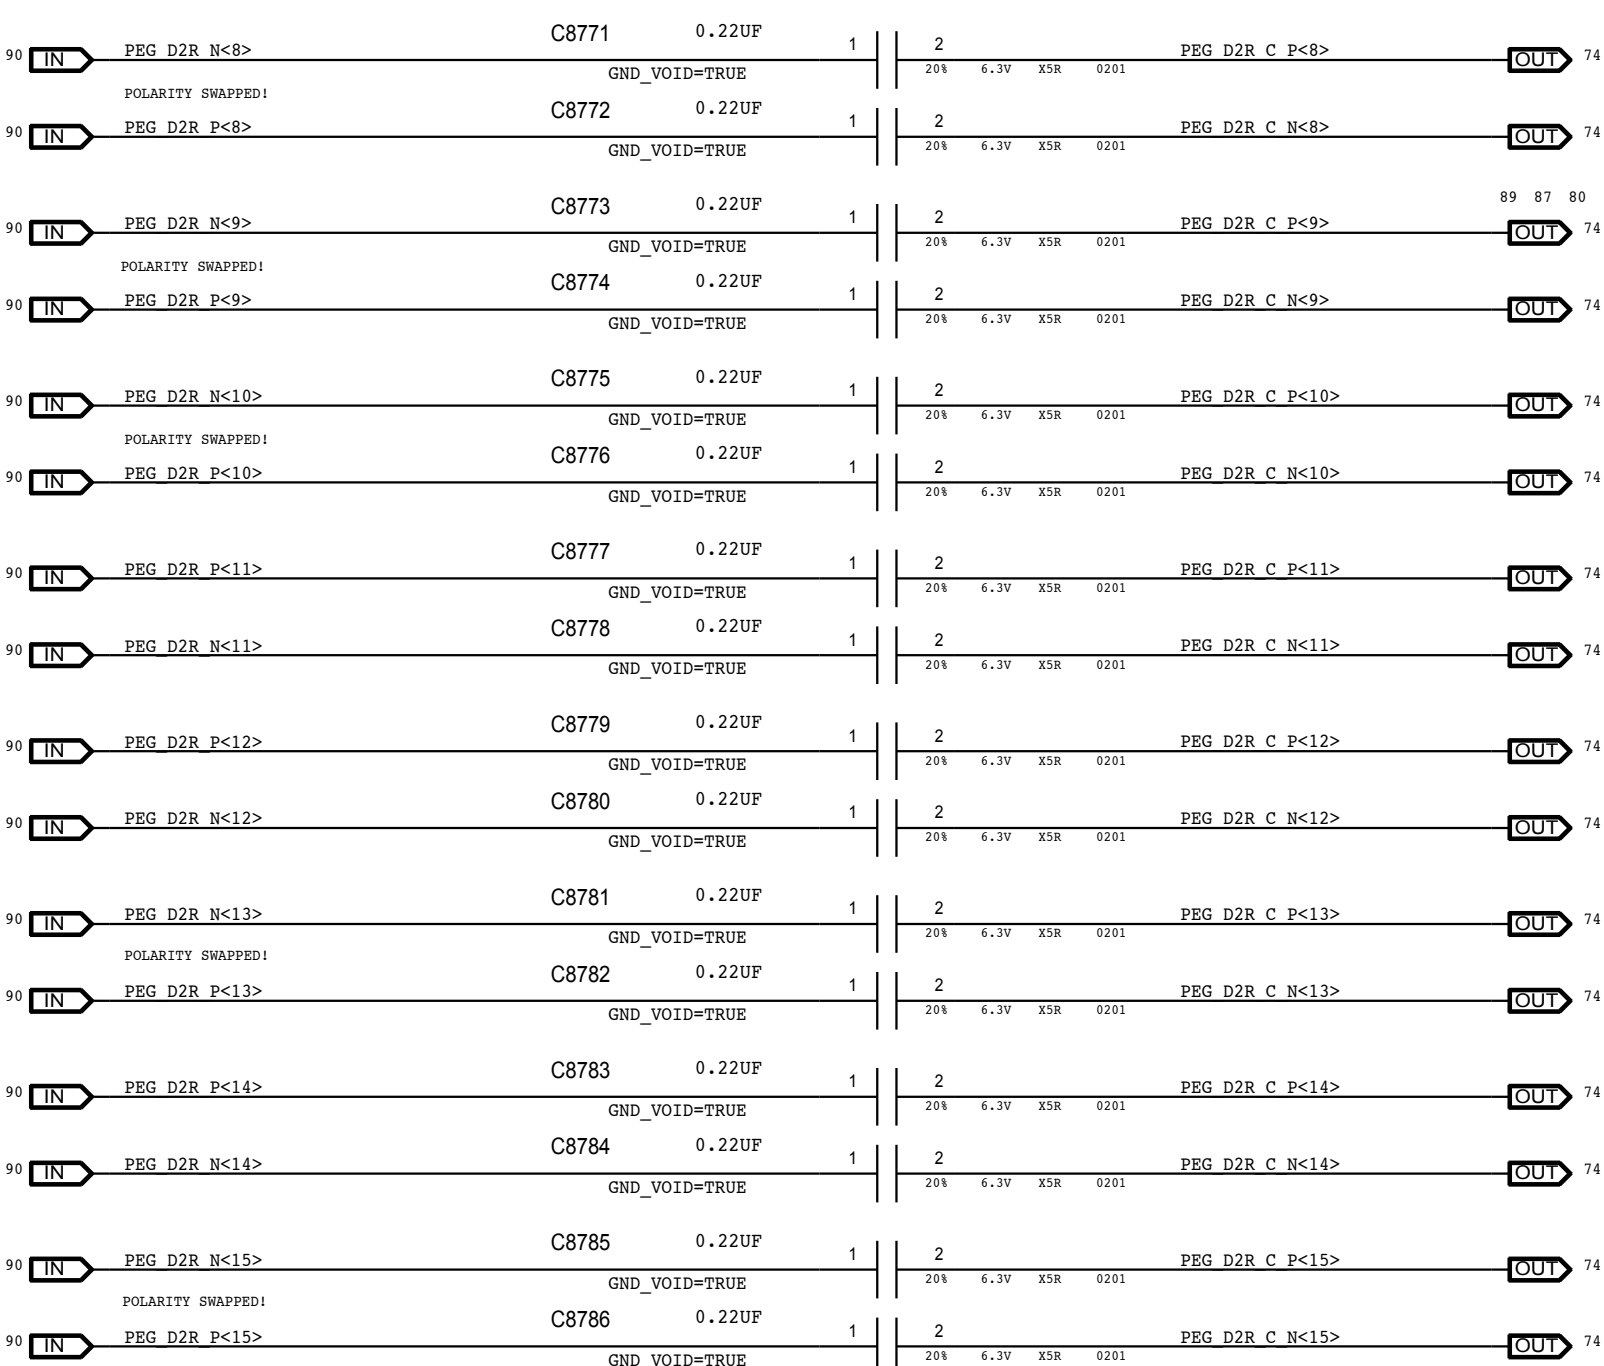 C8771 0.22UF
90 IN PEG_D2R_N<8> 1 2 PEG_D2R_C_P<8> OUT 74
GND_VOID=TRUE 20% 6.3V X5R 0201
POLARITY SWAPPED!
C8772 0.22UF
90 IN PEG_D2R_P<8> 1 2 PEG_D2R_C_N<8> OUT 74
GND_VOID=TRUE 20% 6.3V X5R 0201
89 87 80
C8773 0.22UF
90 IN PEG_D2R_N<9> 1 2 PEG_D2R_C_P<9> OUT 74
GND_VOID=TRUE 20% 6.3V X5R 0201
POLARITY SWAPPED!
C8774 0.22UF
90 IN PEG_D2R_P<9> 1 2 PEG_D2R_C_N<9> OUT 74
GND_VOID=TRUE 20% 6.3V X5R 0201
C8775 0.22UF
90 IN PEG_D2R_N<10> 1 2 PEG_D2R_C_P<10> OUT 74
GND_VOID=TRUE 20% 6.3V X5R 0201
POLARITY SWAPPED!
C8776 0.22UF
90 IN PEG_D2R_P<10> 1 2 PEG_D2R_C_N<10> OUT 74
GND_VOID=TRUE 20% 6.3V X5R 0201
C8777 0.22UF
90 IN PEG_D2R_P<11> 1 2 PEG_D2R_C_P<11> OUT 74
GND_VOID=TRUE 20% 6.3V X5R 0201
C8778 0.22UF
90 IN PEG_D2R_N<11> 1 2 PEG_D2R_C_N<11> OUT 74
GND_VOID=TRUE 20% 6.3V X5R 0201
C8779 0.22UF
90 IN PEG_D2R_P<12> 1 2 PEG_D2R_C_P<12> OUT 74
GND_VOID=TRUE 20% 6.3V X5R 0201
C8780 0.22UF
90 IN PEG_D2R_N<12> 1 2 PEG_D2R_C_N<12> OUT 74
GND_VOID=TRUE 20% 6.3V X5R 0201
C8781 0.22UF
90 IN PEG_D2R_N<13> 1 2 PEG_D2R_C_P<13> OUT 74
GND_VOID=TRUE 20% 6.3V X5R 0201
POLARITY SWAPPED!
C8782 0.22UF
90 IN PEG_D2R_P<13> 1 2 PEG_D2R_C_N<13> OUT 74
GND_VOID=TRUE 20% 6.3V X5R 0201
C8783 0.22UF
90 IN PEG_D2R_P<14> 1 2 PEG_D2R_C_P<14> OUT 74
GND_VOID=TRUE 20% 6.3V X5R 0201
C8784 0.22UF
90 IN PEG_D2R_N<14> 1 2 PEG_D2R_C_N<14> OUT 74
GND_VOID=TRUE 20% 6.3V X5R 0201
C8785 0.22UF
90 IN PEG_D2R_N<15> 1 2 PEG_D2R_C_P<15> OUT 74
GND_VOID=TRUE 20% 6.3V X5R 0201
POLARITY SWAPPED!
C8786 0.22UF
90 IN PEG_D2R_P<15> 1 2 PEG_D2R_C_N<15> OUT 74
GND_VOID=TRUE 20% 6.3V X5R 0201